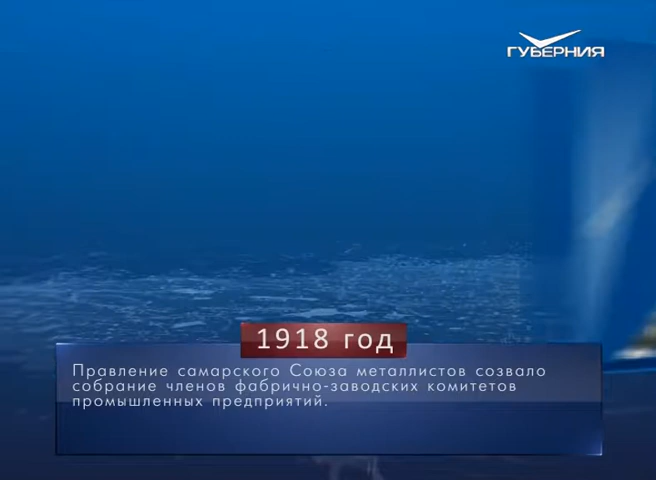 ГУБЕРНИЯ
1918 год
Правление самарского Союза металлистов созвало
собрание членов фабрично-заводских комитетов
промышленных предприятий.